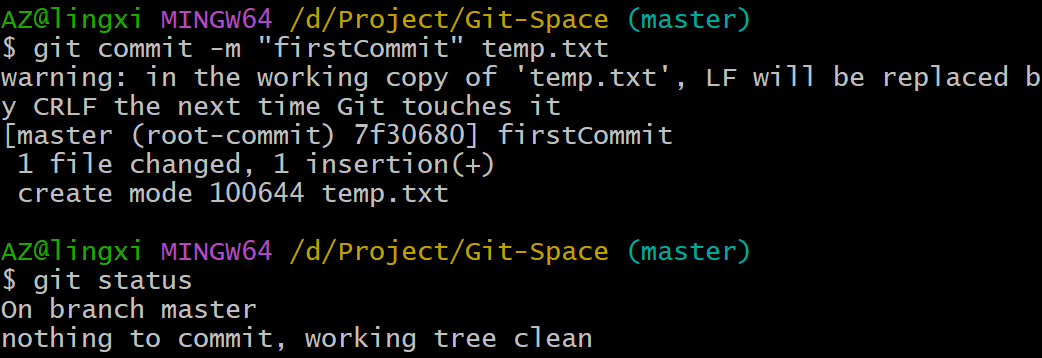 AZ@lingxi MINGW64 /d/Project/Git-Space (master)
$ git commit -m "firstCommit" temp.txt
warning: in the working copy of 'temp.txt', LF will be replaced b
y CRLF the next time Git touches it
[master (root-commit) 7f30680] firstCommit
 1 file changed, 1 insertion(+)
 create mode 100644 temp.txt

AZ@lingxi MINGW64 /d/Project/Git-Space (master)
$ git status
On branch master
nothing to commit, working tree clean